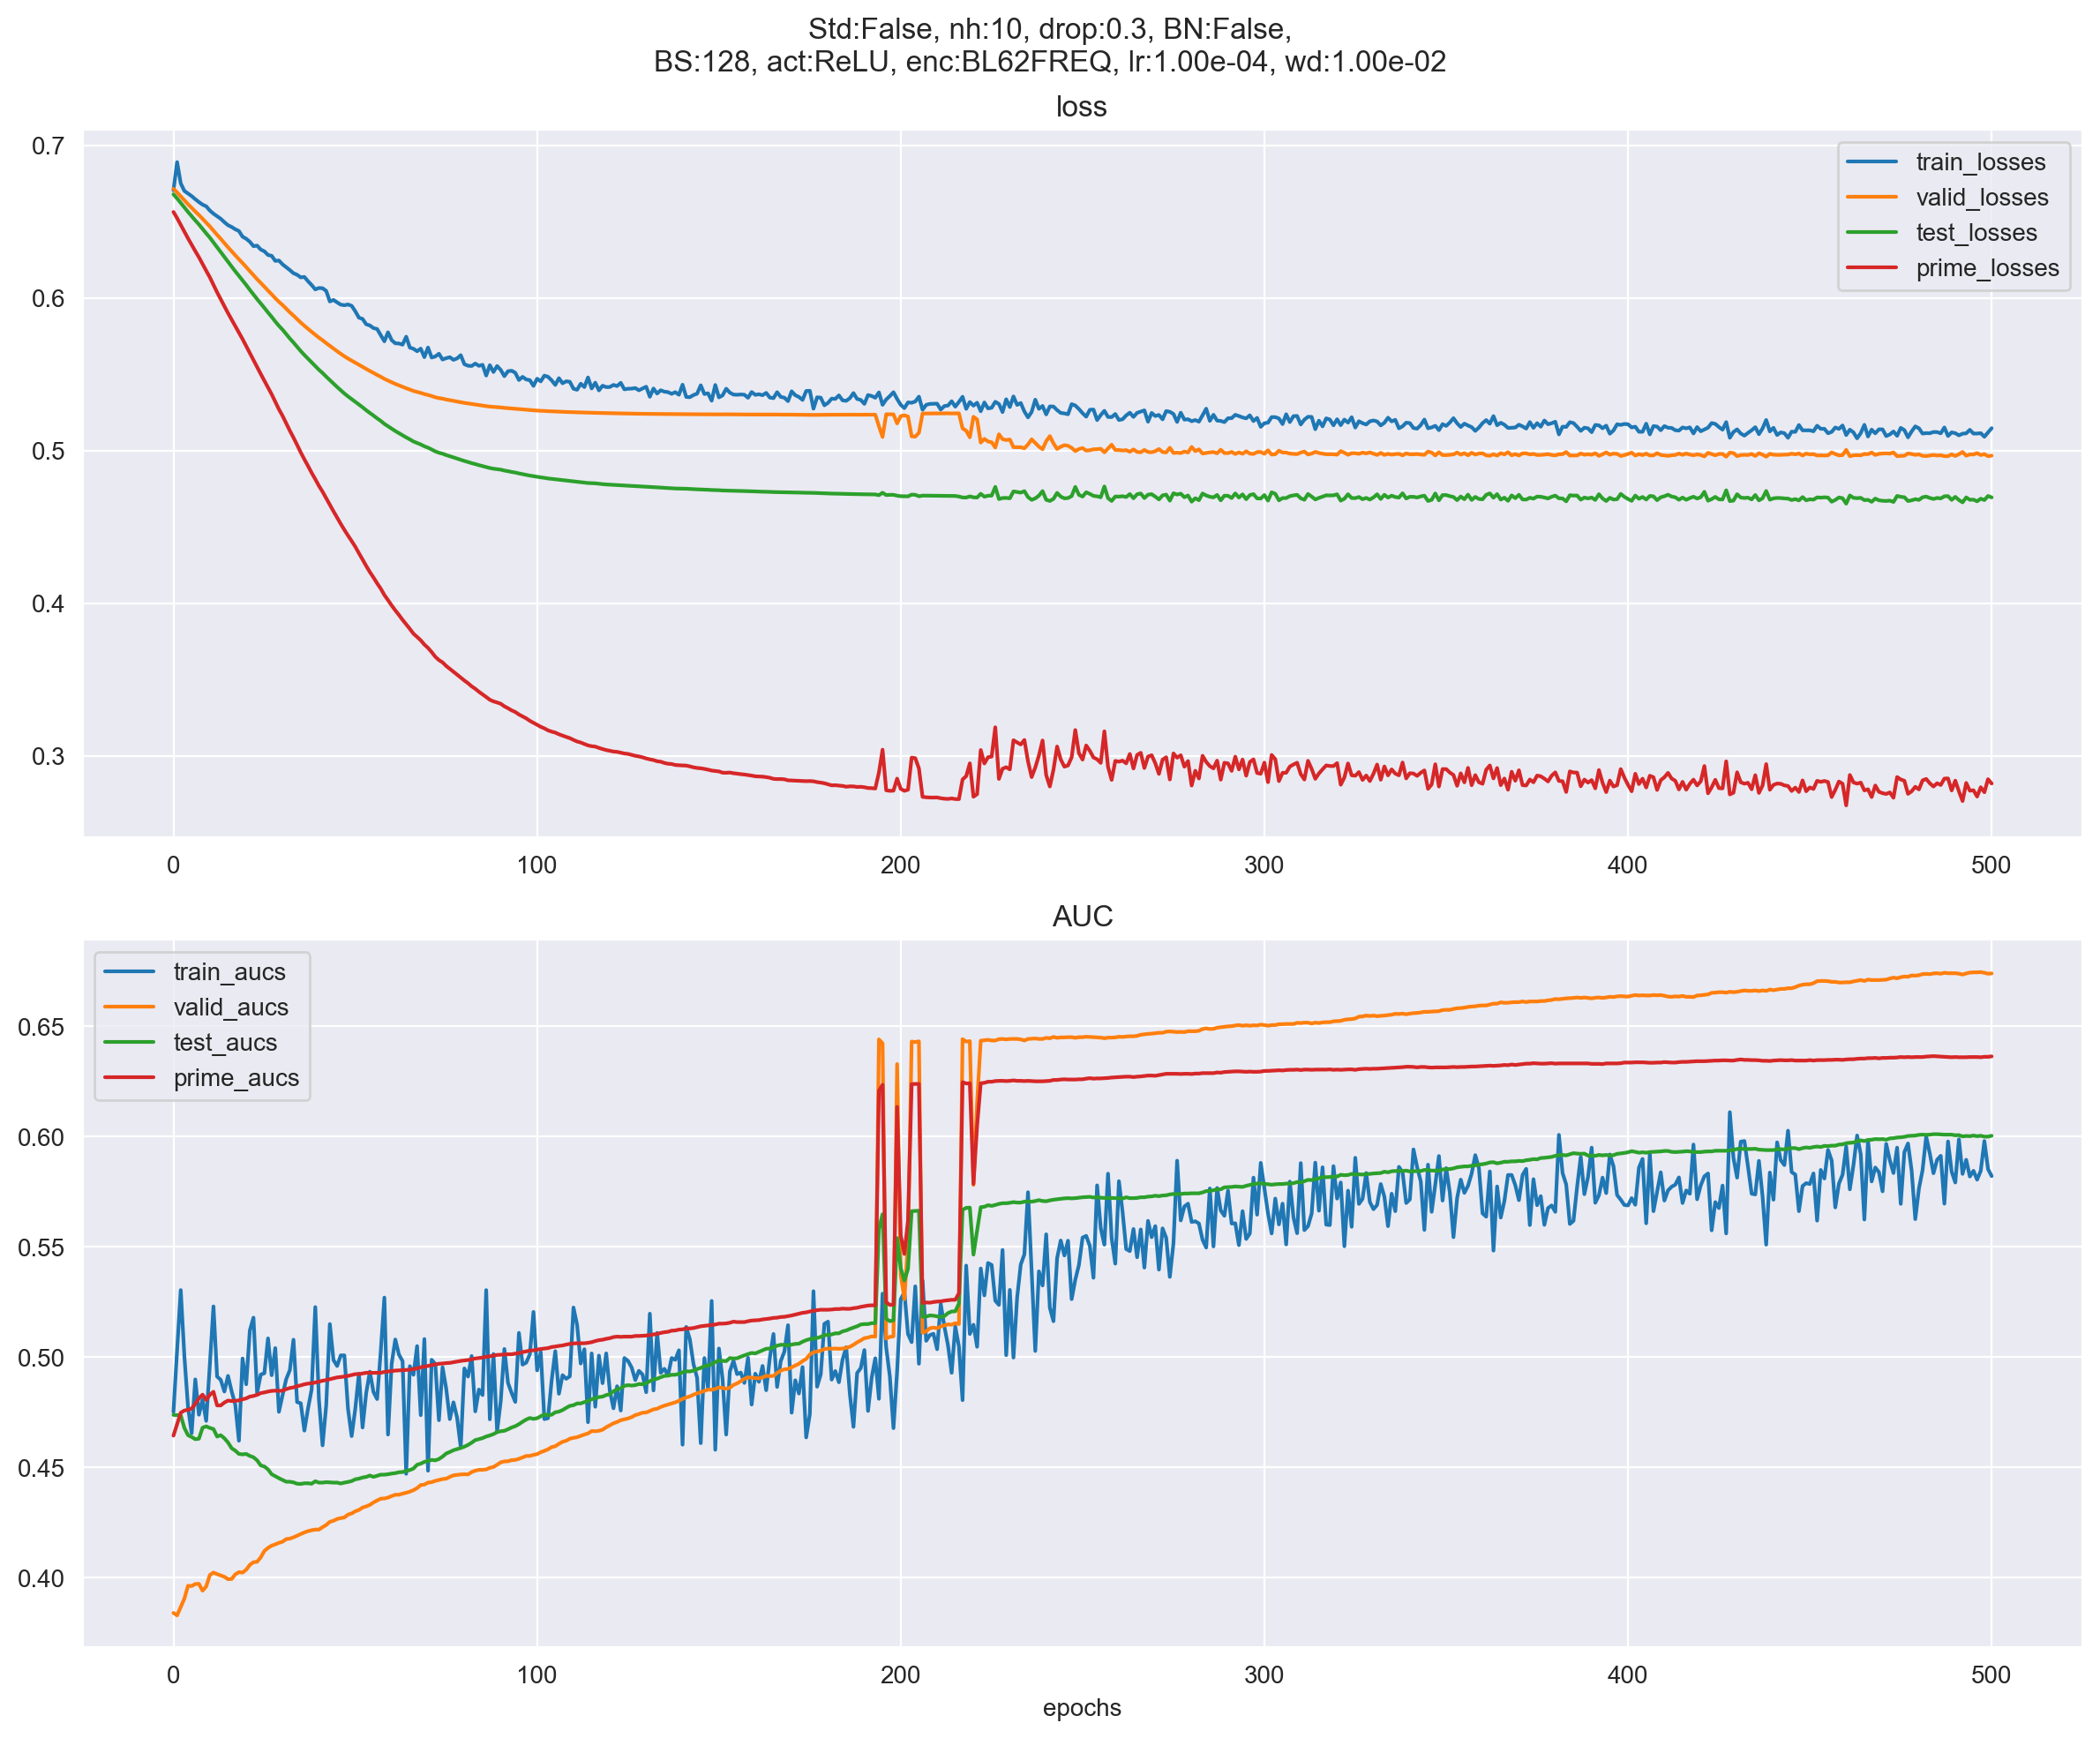 Std:False, nh:10, drop:0.3, BN:False,
BS:128, act:ReLU, enc:BL62FREQ, lr:1.00e-04, wd:1.00e-02
loss
0.7
0.6
0.5
0.4
0.3
train_losses
valid_losses
test_losses
prime_losses
0 100 200 300 400 500
AUC
train_aucs
valid_aucs
test_aucs
prime_aucs
0.65
0.60
0.55
0.50
0.45
0.40
0 100 200 300 400 500
epochs